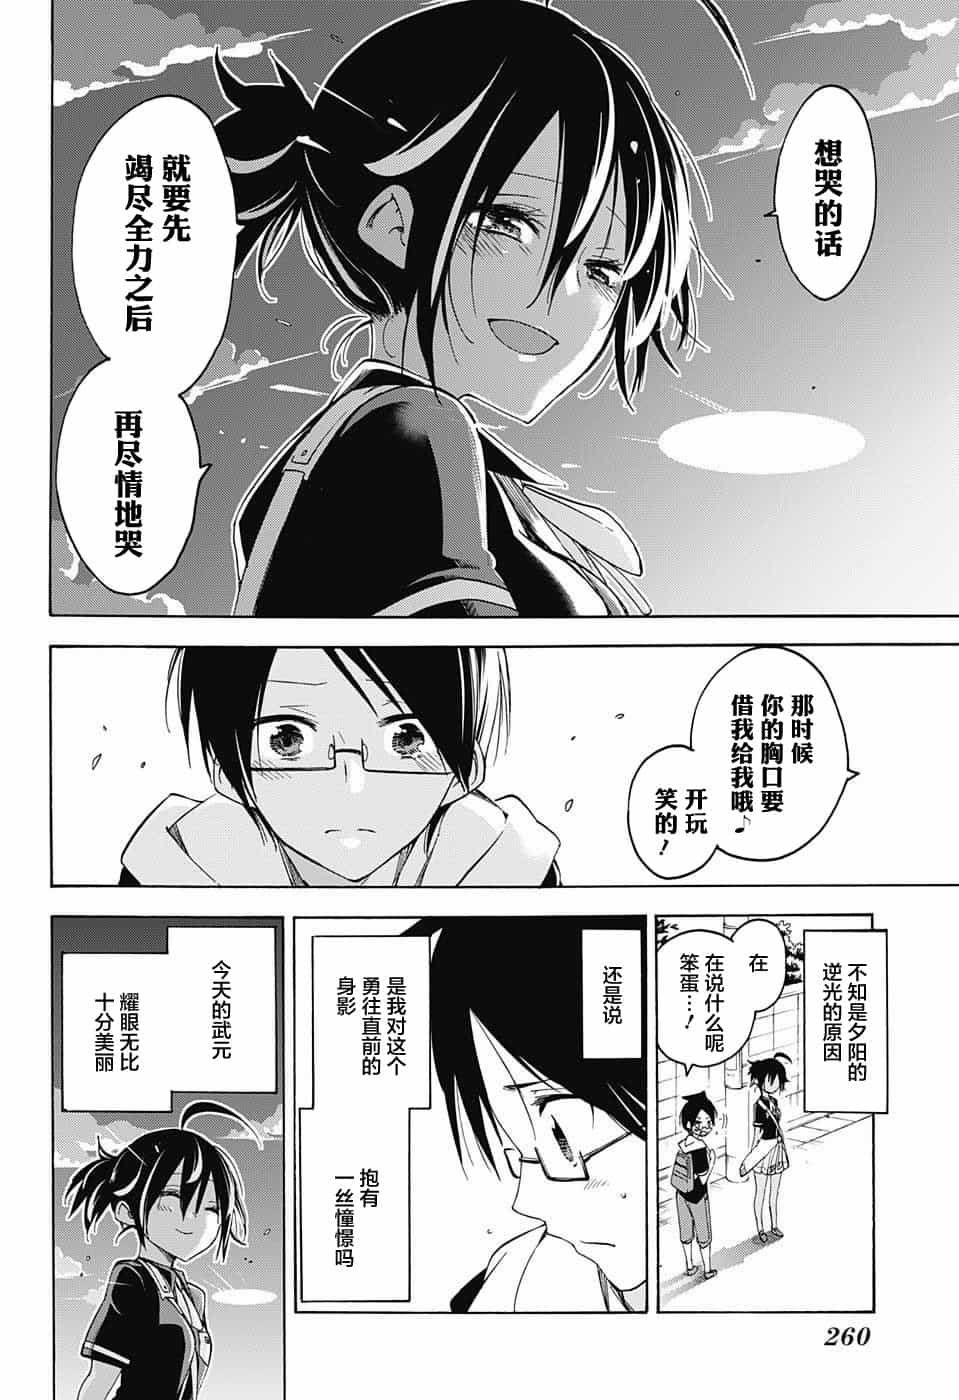 想哭的话
就要先
竭尽全力之后
再尽情地哭
那时候
你的胸口要
借我给我哦♪
开玩
笑的！
在
在说什么呢
笨蛋…！
不知是夕阳的
逆光的原因
还是说
是我对这个
勇往直前的
身影
抱有
一丝憧憬吗
今天的武元
耀眼无比
十分美丽
260